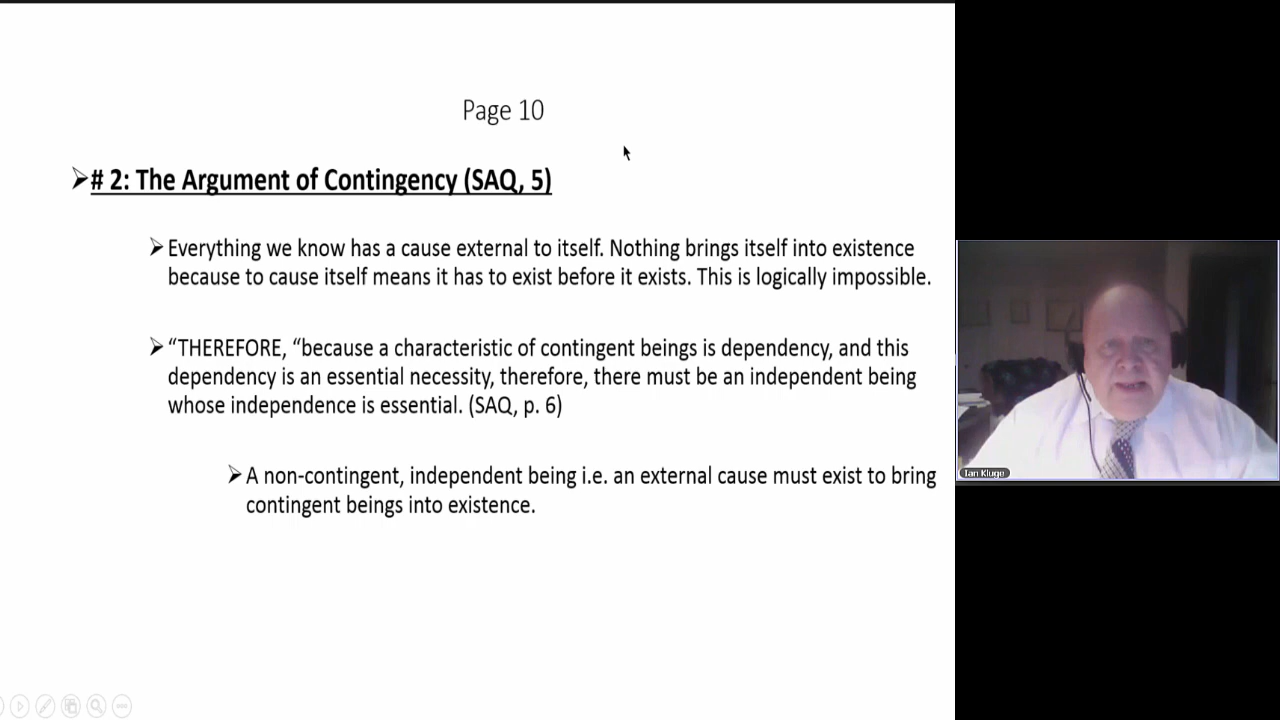 Page 10
# 2: The Argument of Contingency (SAQ, 5)
Everything we know has a cause external to itself. Nothing brings itself into existence
because to cause itself means it has to exist before it exists. This is logically impossible.
“THEREFORE, “because a characteristic of contingent beings is dependency, and this
dependency is an essential necessity, therefore, there must be an independent being
whose independence is essential. (SAQ, p. 6)
A non-contingent, independent being i.e. an external cause must exist to bring
contingent beings into existence.
Ian Kluge